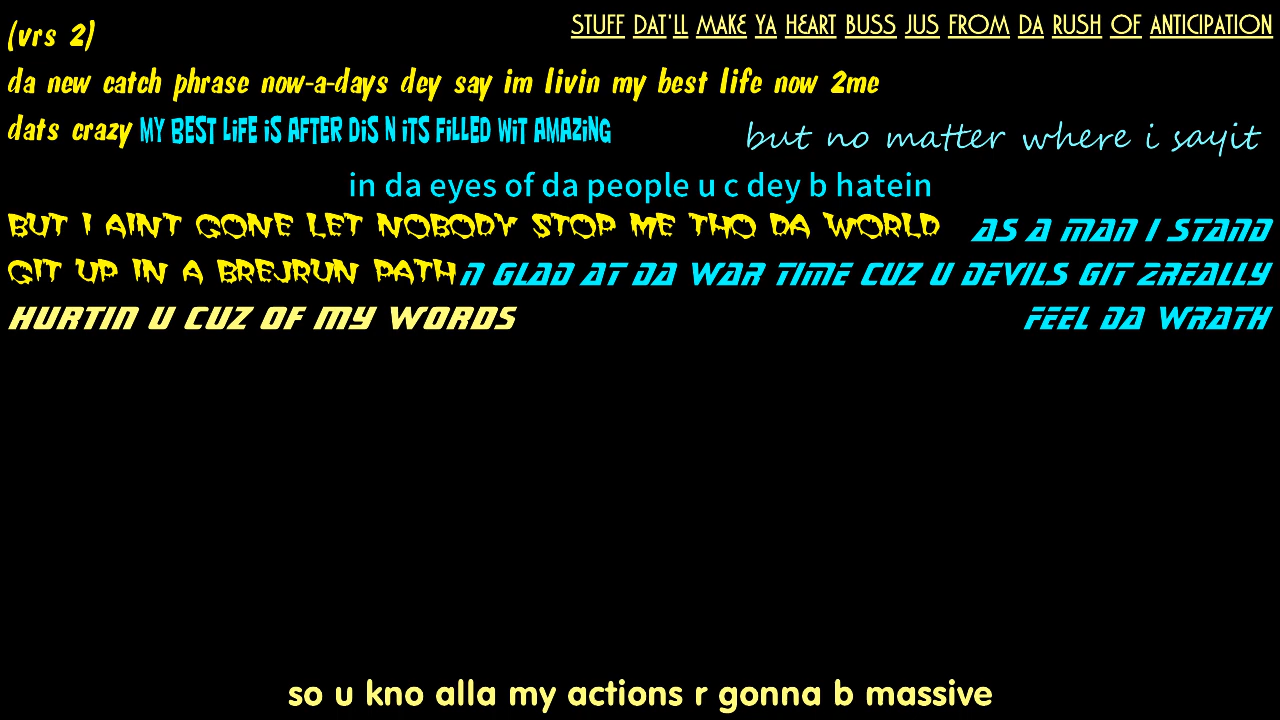 (vrs 2)
STUFF DAT'LL MAKE YA HEART BUSS JUS FROM DA RUSH OF ANTICIPATION
da new catch phrase now-a-days dey say im livin my best life now 2me
dats crazy MY BEST LiFE iS AFTER DiS N iTS FiLLED WiT AMAZiNG
but no matter where i sayit
in da eyes of da people u c dey b hatein
BUT I AINT GONE LET NOBODY STOP ME THO DA WORLD
GIT UP IN A BREJRUN PATH
AS A MAN I STAND
N GLAD AT DA WAR TIME CUZ U DEVILS GIT 2REALLY
FEEL DA WRATH
HURTIN U CUZ OF MY WORDS
so u kno alla my actions r gonna b massive